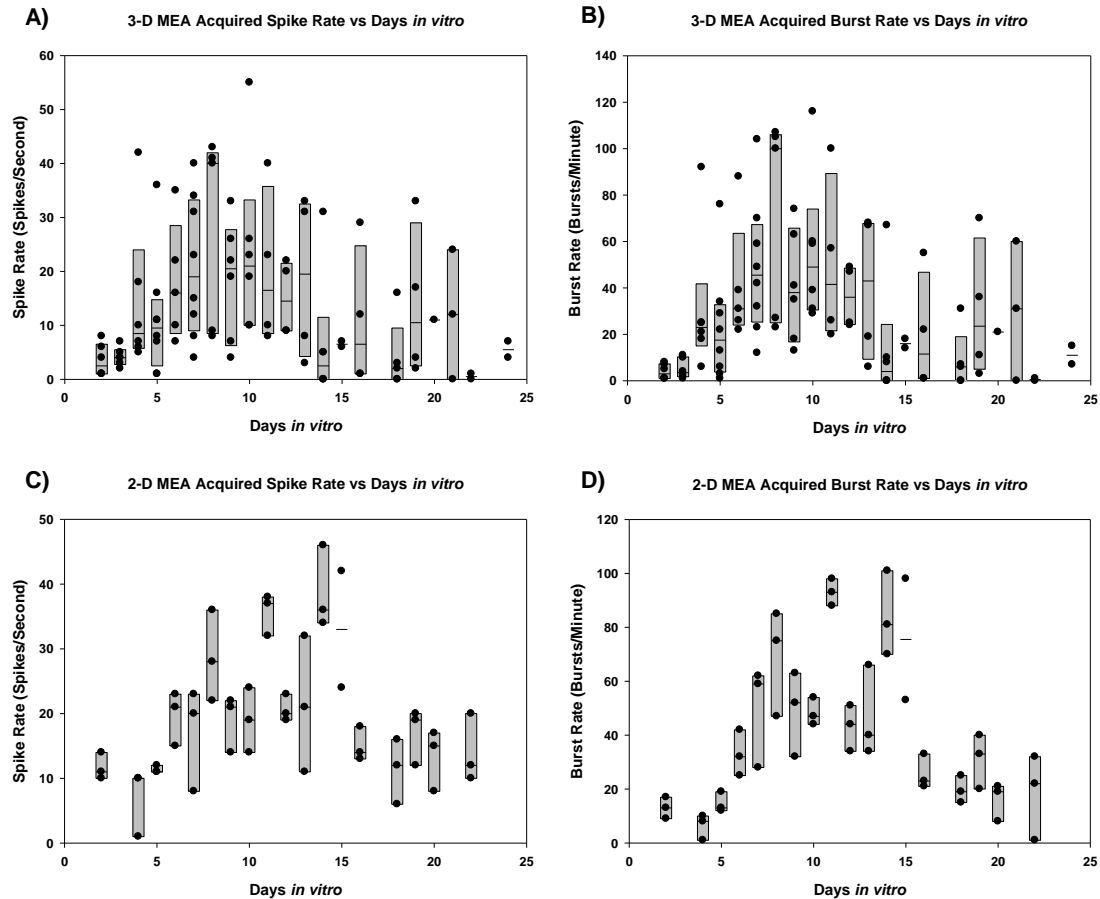 A)
3-D MEA Acquired Spike Rate vs Days in vitro
Spike Rate (Spikes/Second)
60
50
40
30
20
10
0
0 5 10 15 20 25
Days in vitro
B)
3-D MEA Acquired Burst Rate vs Days in vitro
Burst Rate (Bursts/Minute)
140
120
100
80
60
40
20
0
0 5 10 15 20 25
Days in vitro
C)
2-D MEA Acquired Spike Rate vs Days in vitro
Spike Rate (Spikes/Second)
50
40
30
20
10
0
0 5 10 15 20 25
Days in vitro
D)
2-D MEA Acquired Burst Rate vs Days in vitro
Burst Rate (Bursts/Minute)
120
100
80
60
40
20
0
0 5 10 15 20 25
Days in vitro